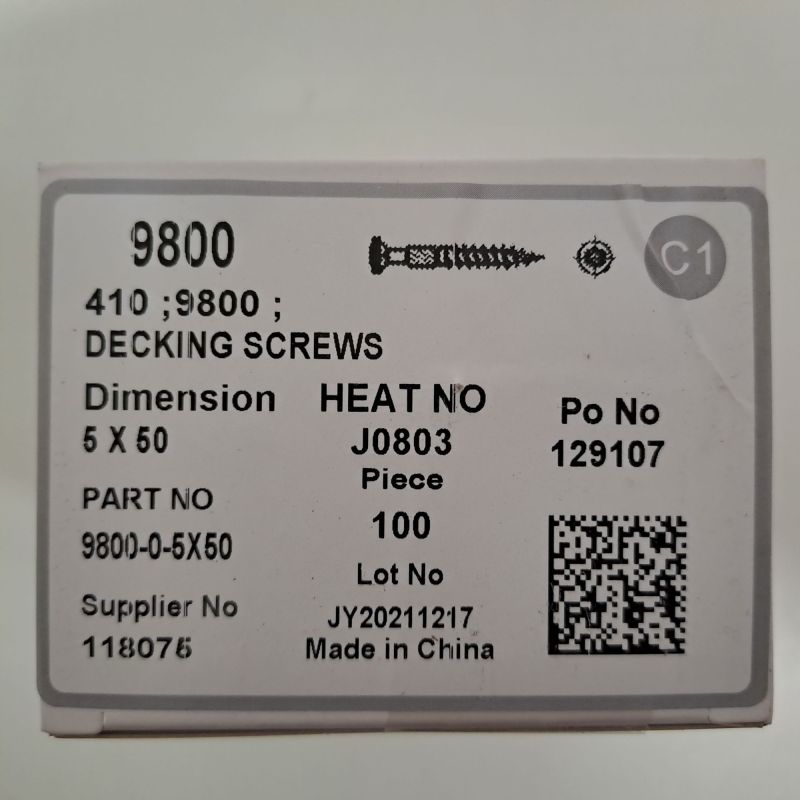 9800
C1
410 ;9800 ;
DECKING SCREWS
Dimension
5 X 50
HEAT NO
J0803
Po No
129107
Piece
100
PART NO
9800-0-5X50
Lot No
JY20211217
Supplier No
118075
Made in China